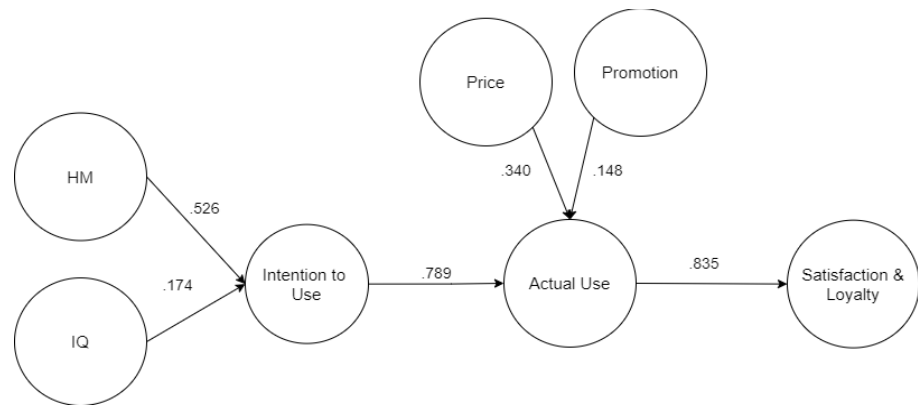 Price
Promotion
.340
.148
HM
.526
.174
IQ
Intention to
Use
.789
Actual Use
.835
Satisfaction &
Loyalty